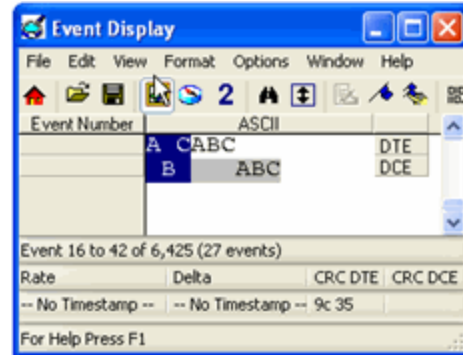 Event Display
File Edit View Format Options Window Help
2
Event Number ASCII
A CABC DTE
B ABC DCE
Event 16 to 42 of 6,425 (27 events)
Rate Delta CRC DTE CRC DCE
-- No Timestamp -- -- No Timestamp -- 9c 35
For Help Press F1